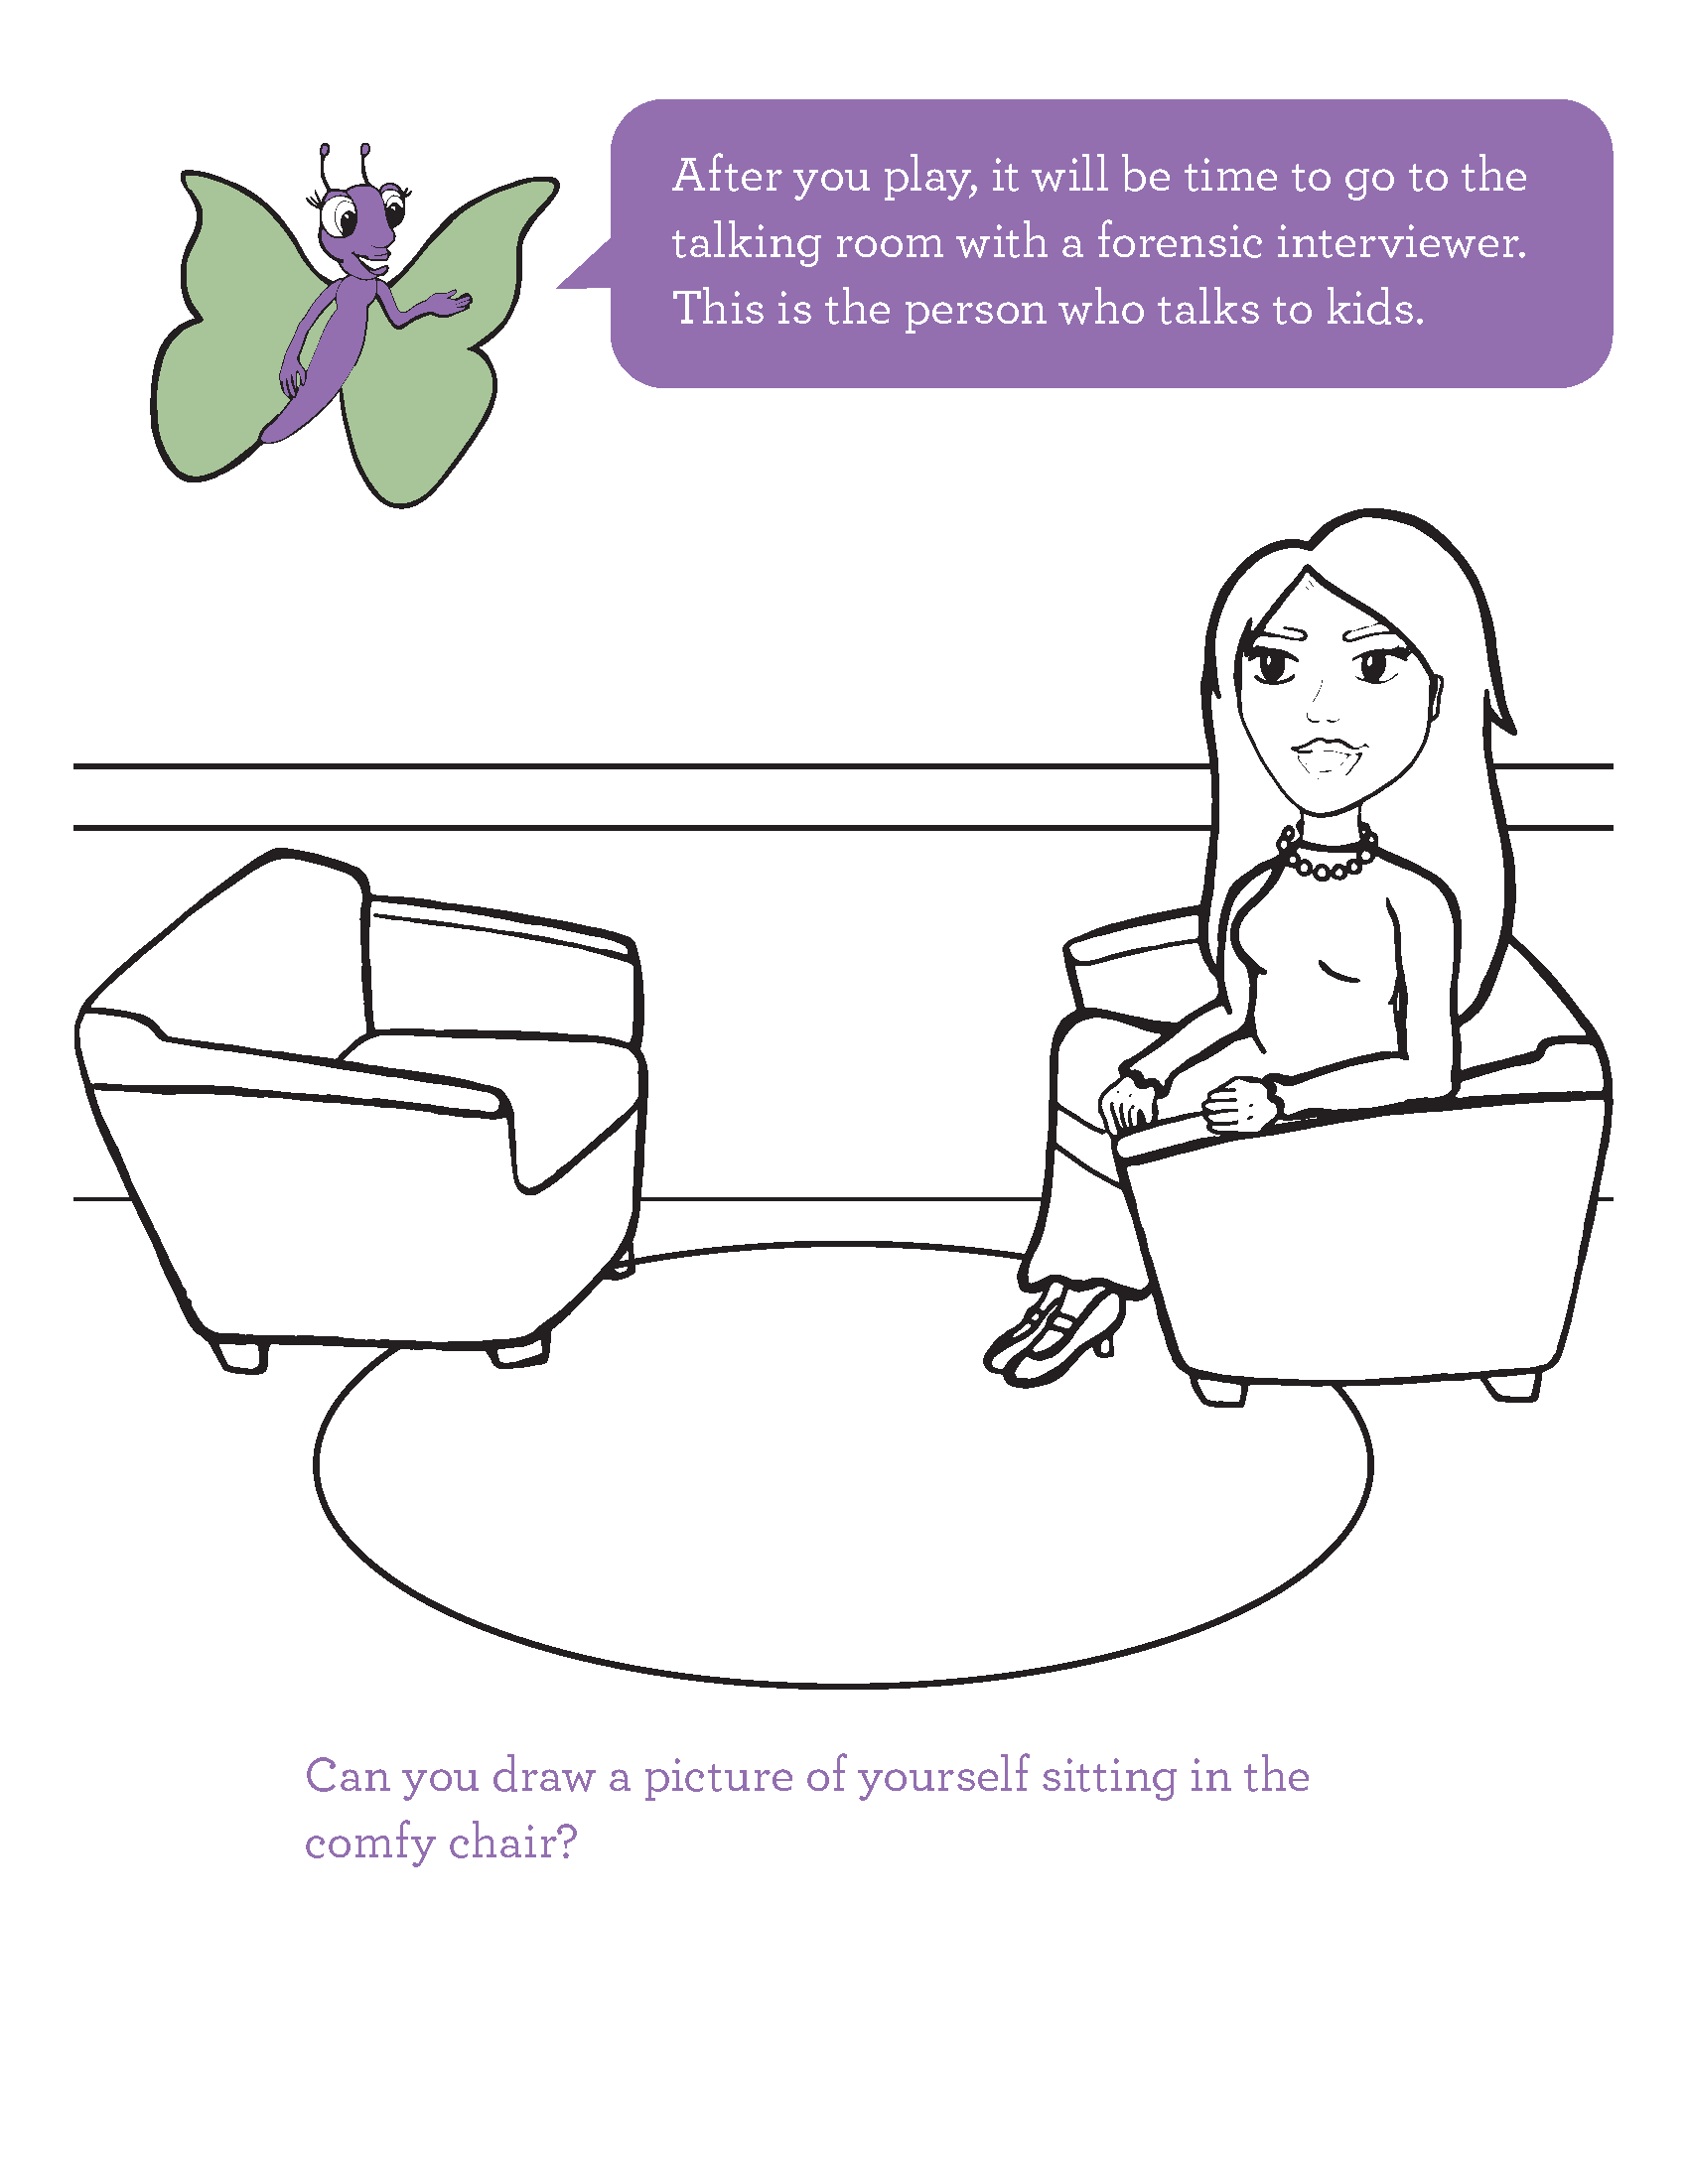 After you play, it will be time to go to the
talking room with a forensic interviewer.
This is the person who talks to kids.
Can you draw a picture of yourself sitting in the
comfy chair?